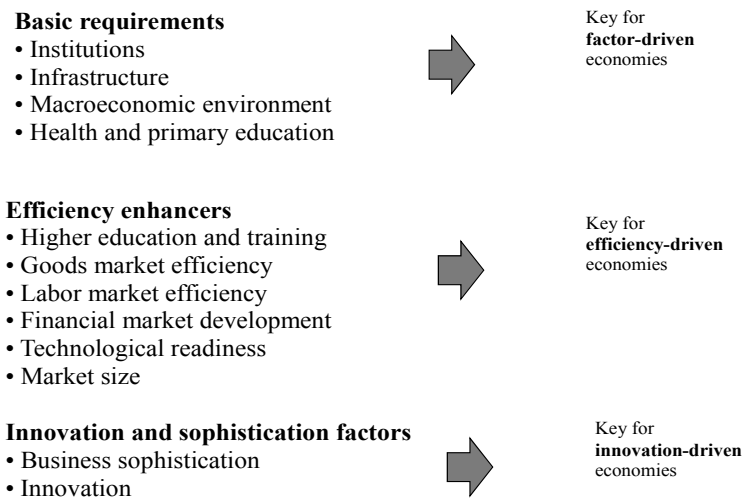 Basic requirements
• Institutions
• Infrastructure
• Macroeconomic environment
• Health and primary education
Key for
factor-driven
economies
Efficiency enhancers
• Higher education and training
• Goods market efficiency
• Labor market efficiency
• Financial market development
• Technological readiness
• Market size
Key for
efficiency-driven
economies
Innovation and sophistication factors
• Business sophistication
• Innovation
Key for
innovation-driven
economies